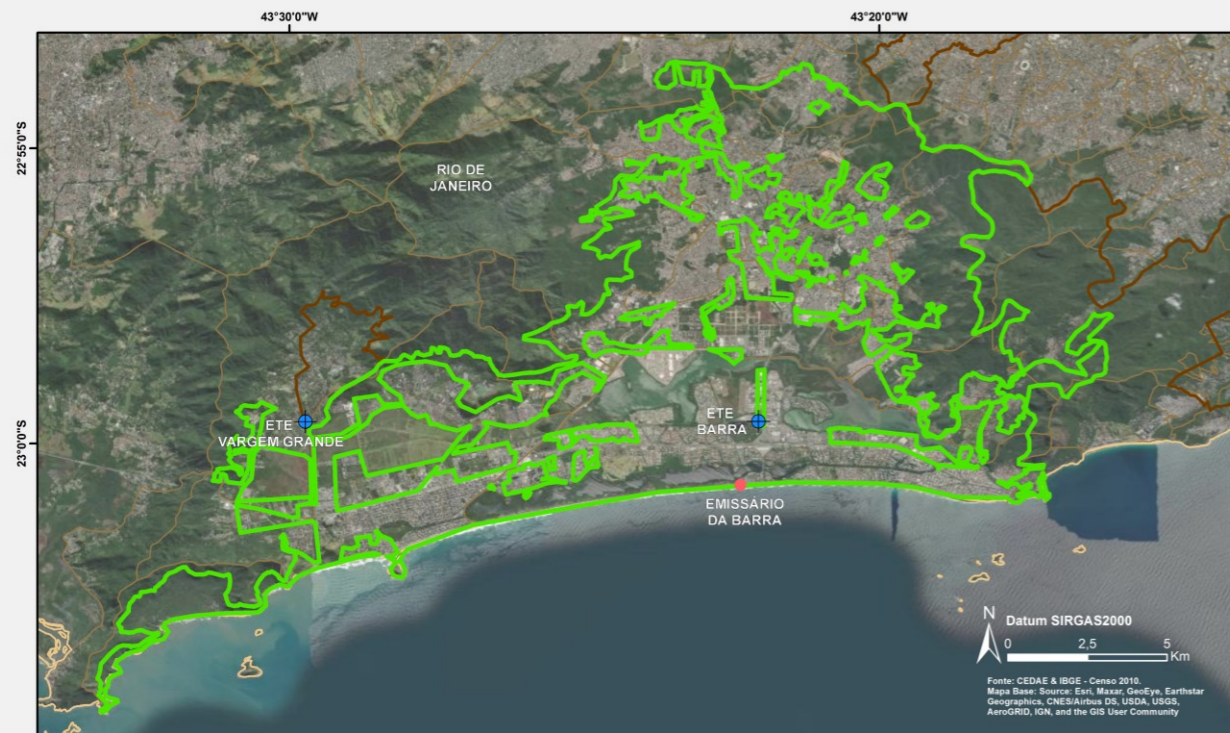 43°30'0"W
43°20'0"W
22°55'0"S
RIO DE
JANEIRO
ETE
VARGEM GRANDE
ETE
BARRA
23°0'0"S
EMISSÁRIO
DA BARRA
N
Datum SIRGAS2000
0 2,5 5
Km
Fonte: CEDAE & IBGE - Censo 2010.
Mapa Base: Source: Esri, Maxar, GeoEye, Earthstar
Geographics, CNES/Airbus DS, USDA, USGS,
AeroGRID, IGN, and the GIS User Community